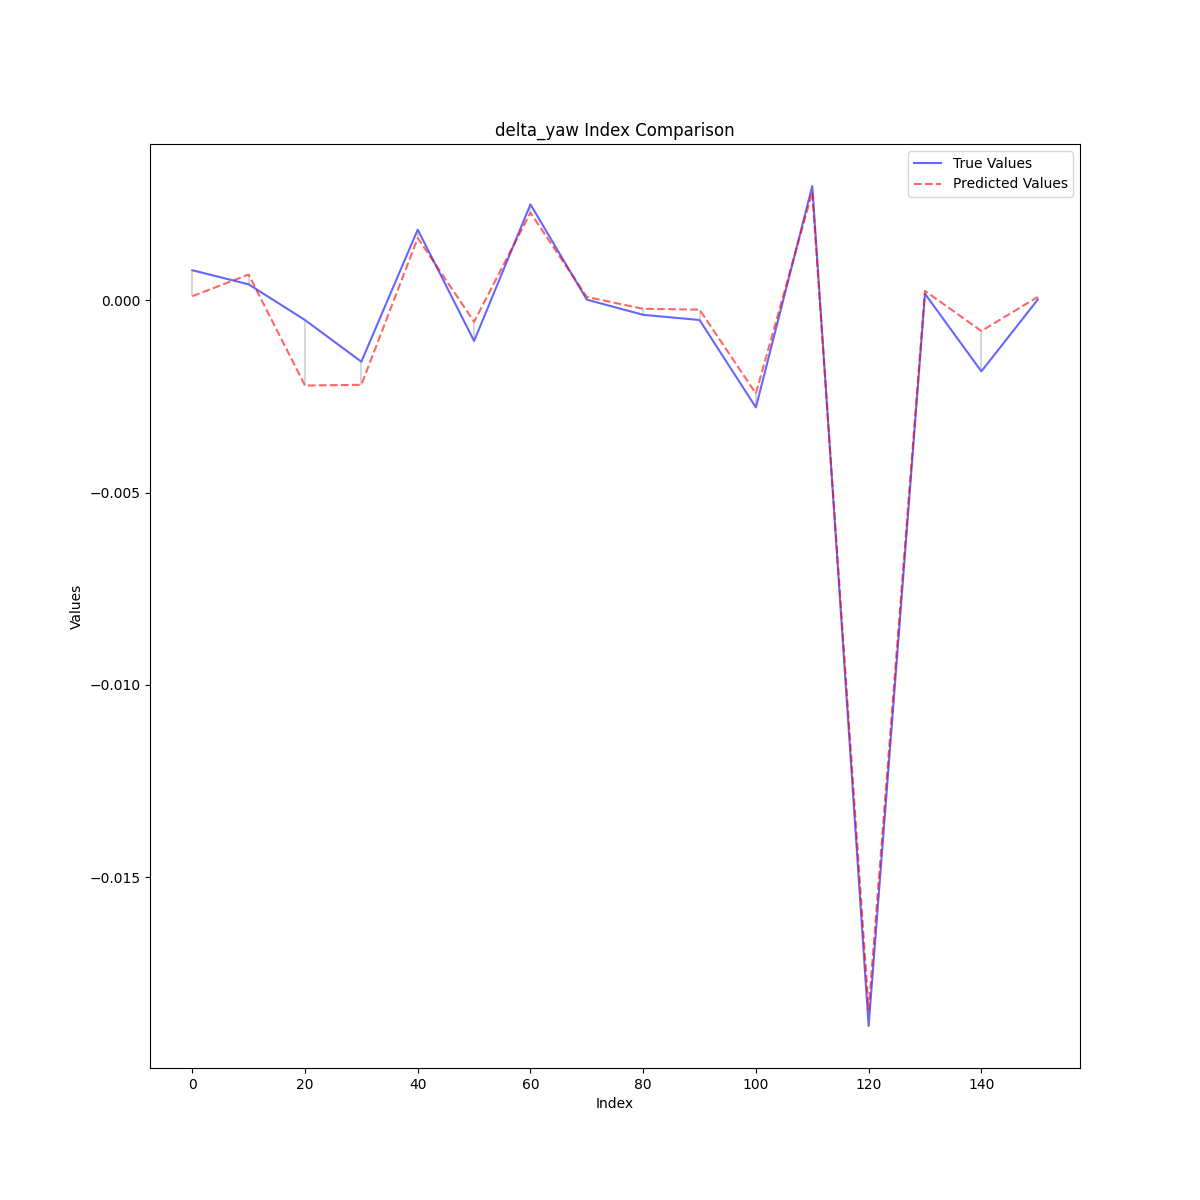 delta_yaw Index Comparison
True Values
Predicted Values
0.000
−0.005
−0.010
−0.015
Values
0 20 40 60 80 100 120 140
Index